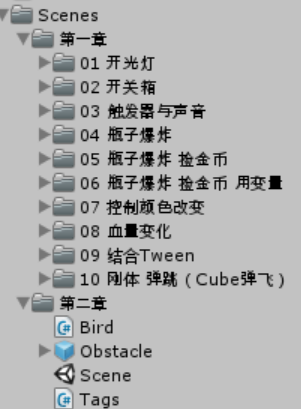 Scenes
第一章
01 开光灯
02 开关箱
03 触发器与声音
04 瓶子爆炸
05 瓶子爆炸 捡金币
06 瓶子爆炸 捡金币 用变量
07 控制颜色改变
08 血量变化
09 结合Tween
10 刚体 弹跳（Cube弹飞）
第二章
Bird
Obstacle
Scene
Tags